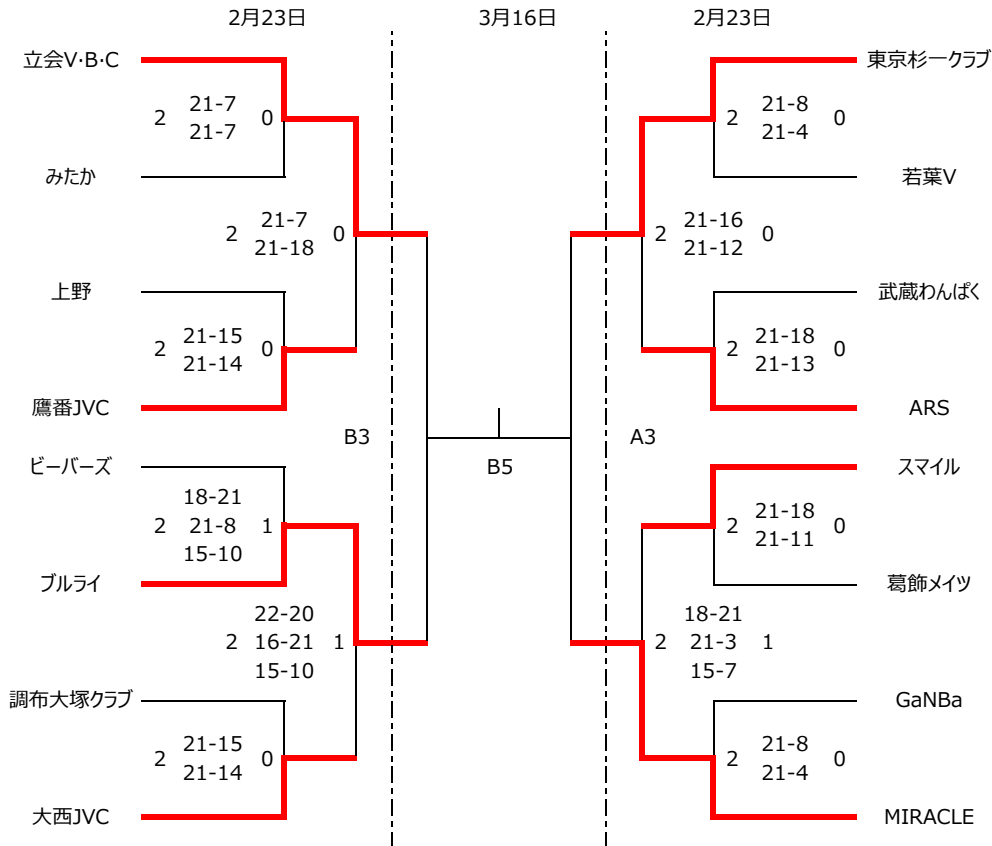 2月23日
3月16日
2月23日
立会V･B･C
東京杉一クラブ
2 21-7 0
21-7
2 21-8 0
21-4
みたか
若葉V
2 21-7 0
21-18
2 21-16 0
21-12
上野
武蔵わんぱく
2 21-15 0
21-14
2 21-18 0
21-13
鷹番JVC
ARS
B3
B5
A3
ビーバーズ
スマイル
18-21
2 21-8 1
15-10
2 21-18 0
21-11
ブルライ
葛飾メイツ
22-20
2 16-21 1
15-10
18-21
2 21-3 1
15-7
調布大塚クラブ
GaNBa
2 21-15 0
21-14
2 21-8 0
21-4
大西JVC
MIRACLE